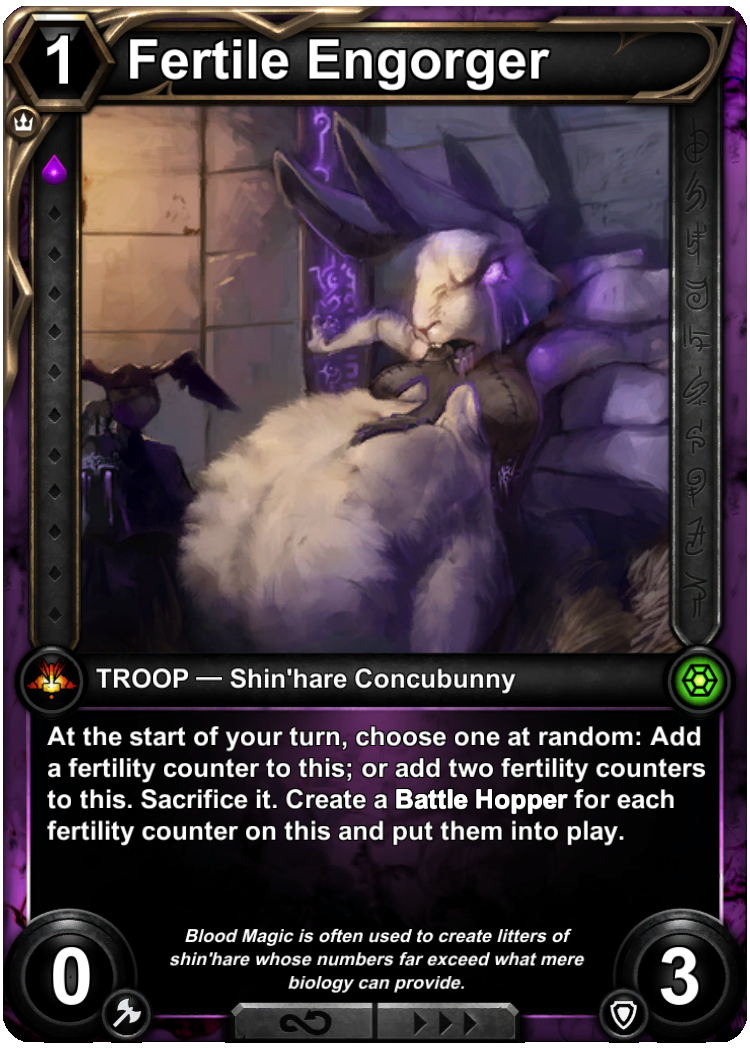 1
Fertile Engorger
TROOP — Shin'hare Concubunny
At the start of your turn, choose one at random: Add
a fertility counter to this; or add two fertility counters
to this. Sacrifice it. Create a Battle Hopper for each
fertility counter on this and put them into play.
Blood Magic is often used to create litters of
shin'hare whose numbers far exceed what mere
biology can provide.
0
3